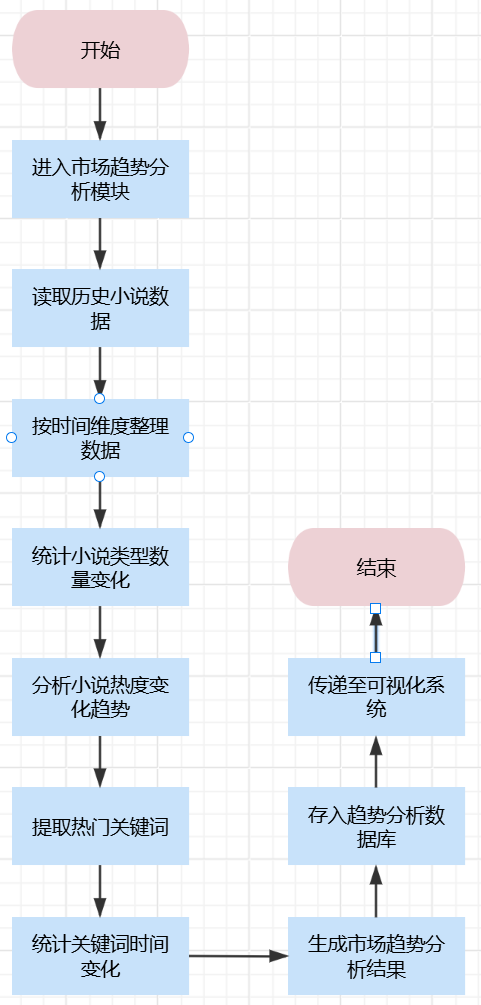 开始
进入市场趋势分
析模块
读取历史小说数
据
按时间维度整理
数据
统计小说类型数
量变化
分析小说热度变
化趋势
提取热门关键词
统计关键词时间
变化
生成市场趋势分
析结果
存入趋势分析数
据库
传递至可视化系
统
结束